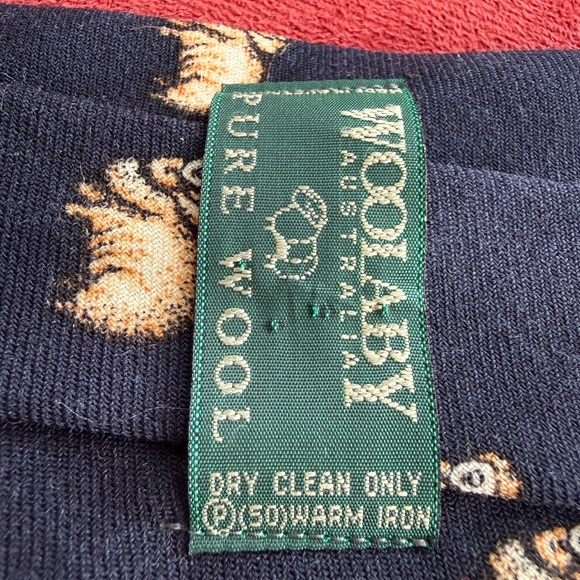 WOOLABY
AUSTRALIA
PURE WOOL
DRY CLEAN ONLY
Ⓟ(50)WARM IRON